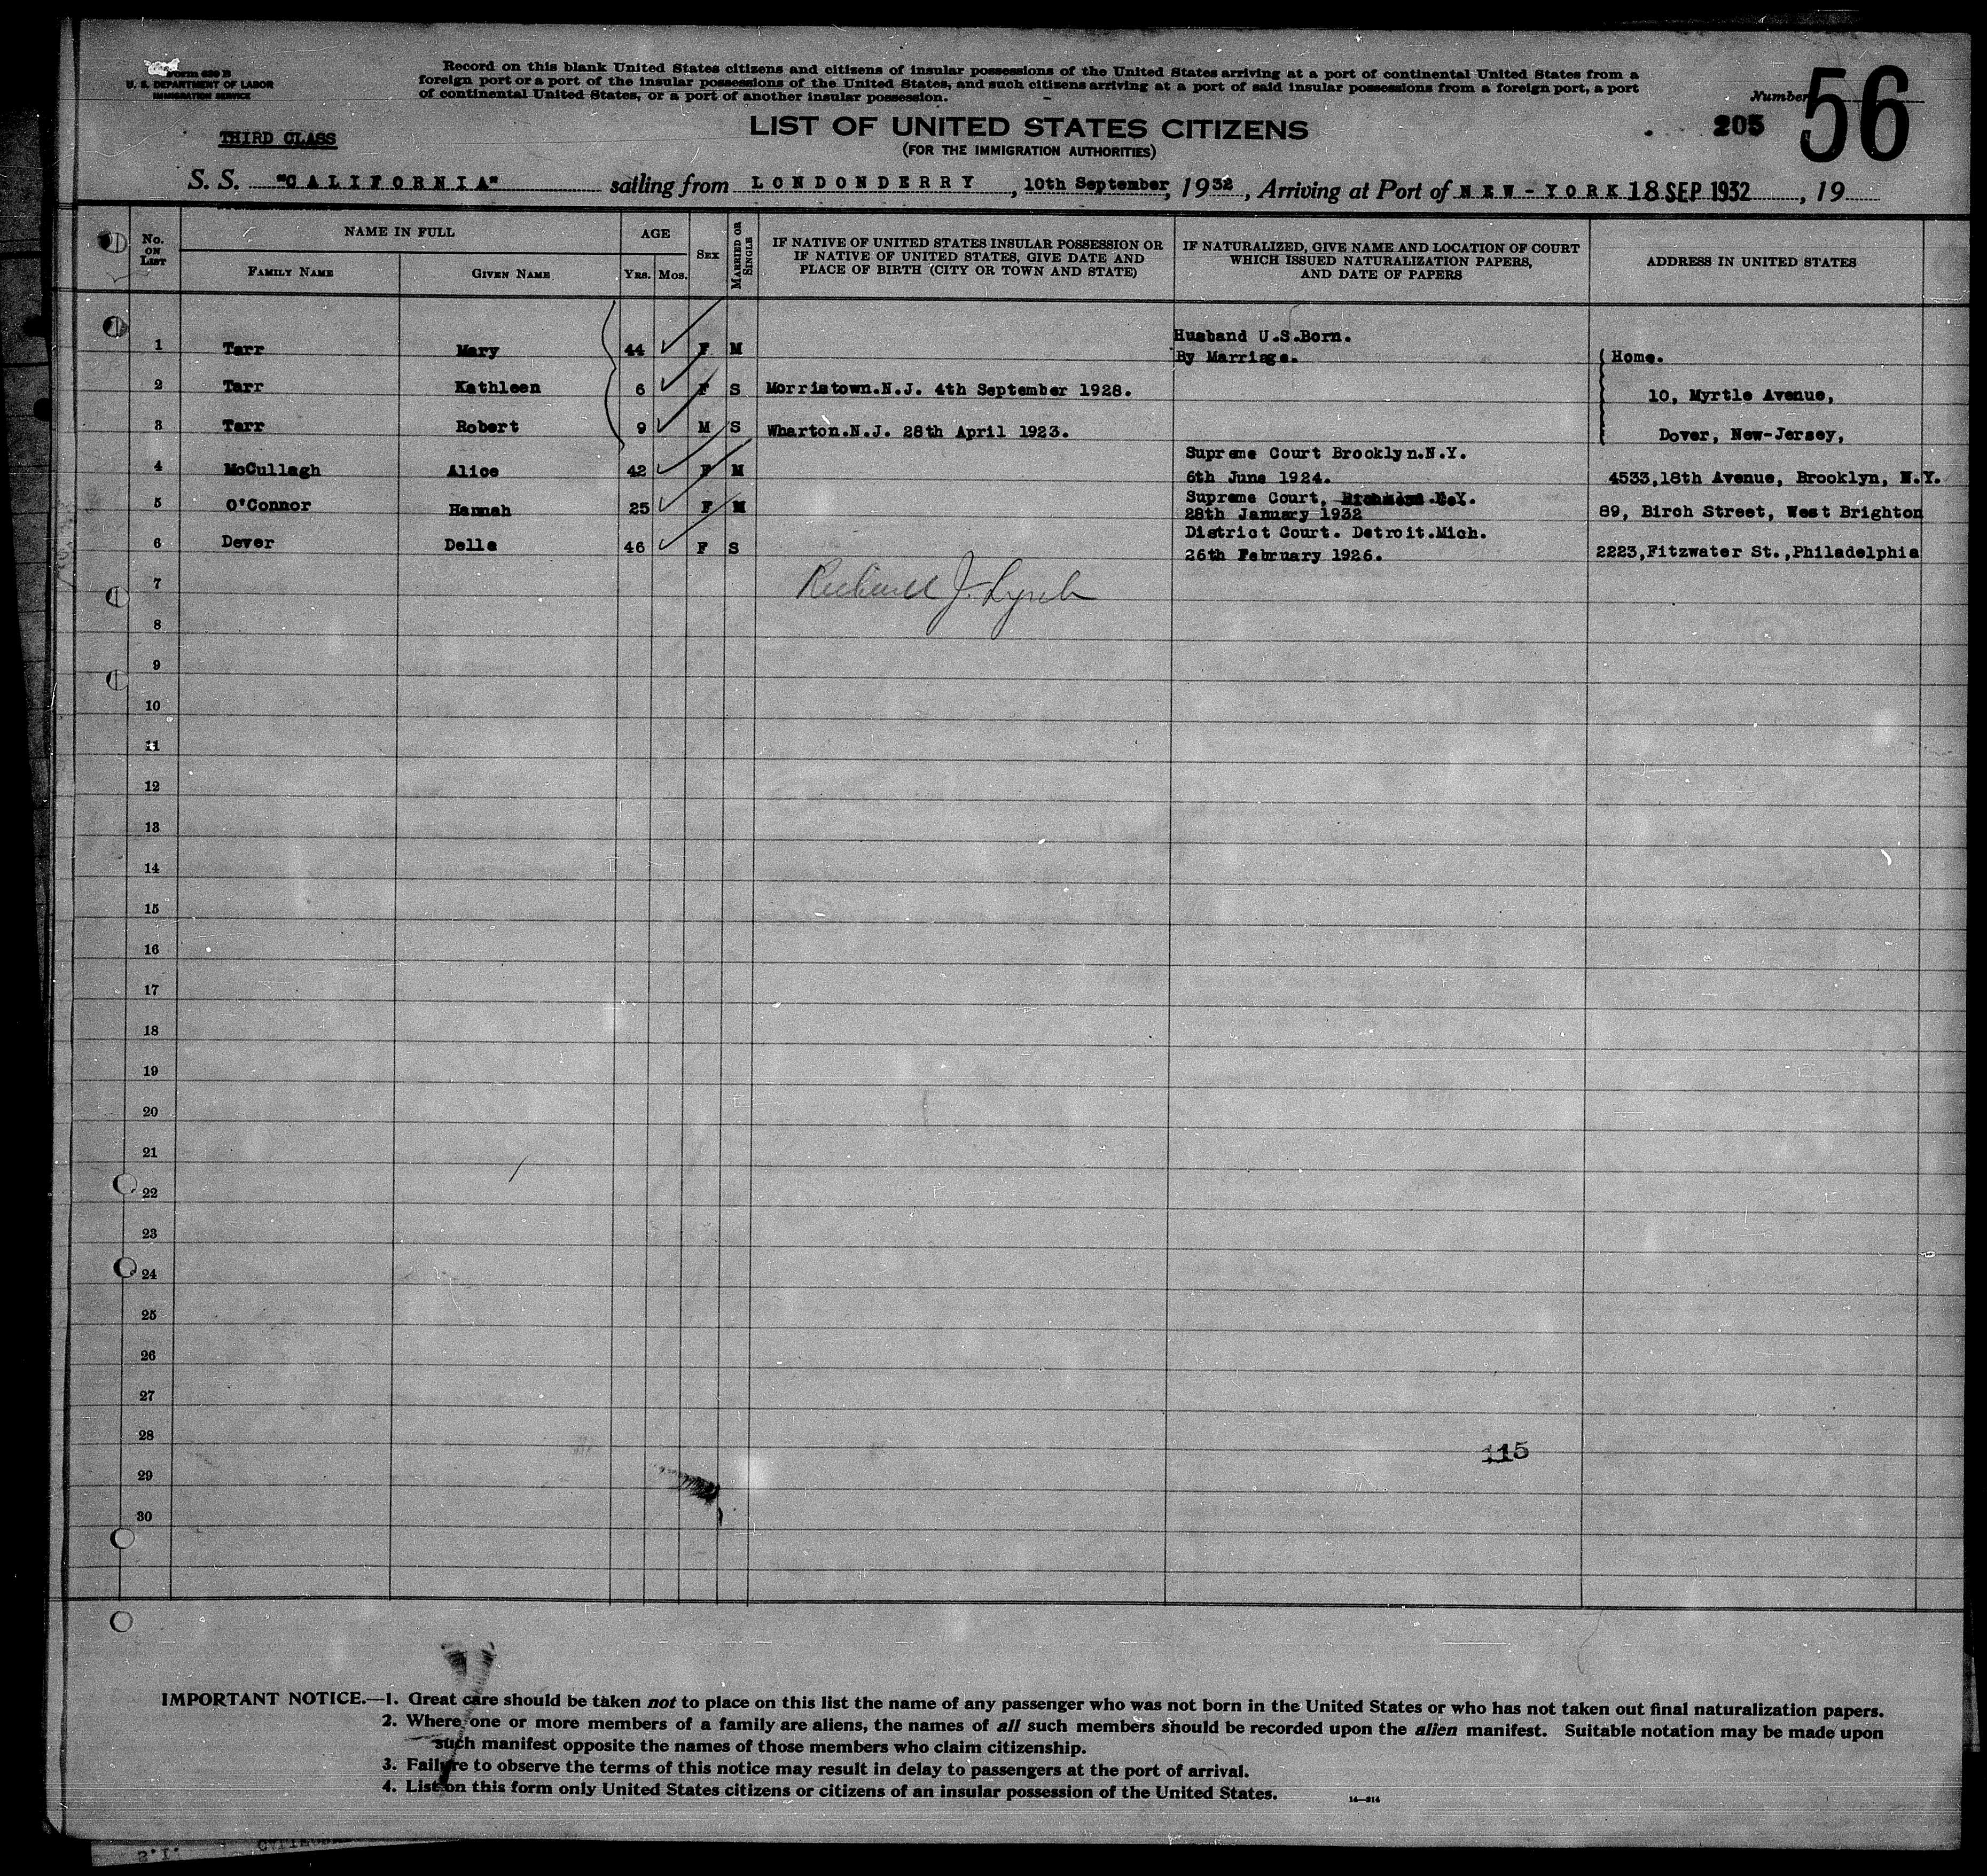 Form 630 B
U. S. DEPARTMENT OF LABOR
IMMIGRATION SERVICE
Record on this blank United States citizens and citizens of insular possessions of the United States arriving at a port of continental United States from a
foreign port or a port of the insular possessions of the United States, and such citizens arriving at a port of said insular possessions from a foreign port, a port
of continental United States, or a port of another insular possession.
Number
56
205
THIRD CLASS
LIST OF UNITED STATES CITIZENS
(FOR THE IMMIGRATION AUTHORITIES)
S. S. "CALIFORNIA" sailing from LONDONDERRY, 10th September, 1932, Arriving at Port of NEW-YORK 18 SEP 1932, 19
No. ON LIST
NAME IN FULL
FAMILY NAME
GIVEN NAME
AGE
YRS. MOS.
SEX
MARRIED OR SINGLE
IF NATIVE OF UNITED STATES INSULAR POSSESSION OR
IF NATIVE OF UNITED STATES, GIVE DATE AND
PLACE OF BIRTH (CITY OR TOWN AND STATE)
IF NATURALIZED, GIVE NAME AND LOCATION OF COURT
WHICH ISSUED NATURALIZATION PAPERS,
AND DATE OF PAPERS
ADDRESS IN UNITED STATES
1 Tarr Mary 44 F M Husband U.S.Born.
By Marriage. Home.
2 Tarr Kathleen 6 F S Morristown.N.J. 4th September 1928. 10, Myrtle Avenue,
3 Tarr Robert 9 M S Wharton.N.J. 28th April 1923. Dover, New-Jersey,
4 McCullagh Alice 42 F M Supreme Court Brooklyn.N.Y.
6th June 1924. 4533,18th Avenue, Brooklyn, N.Y.
5 O'Connor Hannah 25 F M Supreme Court, N.Y.
28th January 1932 89, Birch Street, West Brighton
6 Dever Delle 46 F S District Court. Detroit.Mich.
26th February 1926. 2223,Fitzwater St.,Philadelphia
7 Richard J. Lynch
8
9
10
11
12
13
14
15
16
17
18
19
20
21
22
23
24
25
26
27
28
115
29
30
IMPORTANT NOTICE.—1. Great care should be taken not to place on this list the name of any passenger who was not born in the United States or who has not taken out final naturalization papers.
2. Where one or more members of a family are aliens, the names of all such members should be recorded upon the alien manifest. Suitable notation may be made upon
such manifest opposite the names of those members who claim citizenship.
3. Failure to observe the terms of this notice may result in delay to passengers at the port of arrival.
4. List on this form only United States citizens or citizens of an insular possession of the United States.
14—814